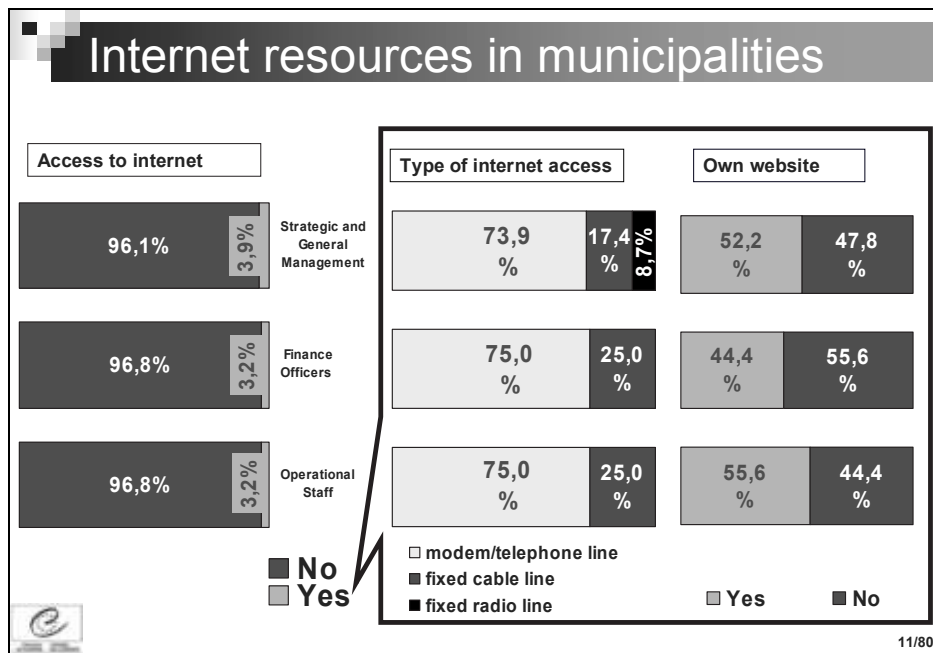 Internet resources in municipalities
Access to internet
96,1%
3,9%
Strategic and
General
Management
96,8%
3,2%
Finance
Officers
96,8%
3,2%
Operational
Staff
No
Yes
Type of internet access
73,9
%
17,4
%
8,7%
75,0
%
25,0
%
75,0
%
25,0
%
modem/telephone line
fixed cable line
fixed radio line
Own website
52,2
%
47,8
%
44,4
%
55,6
%
55,6
%
44,4
%
Yes
No
11/80